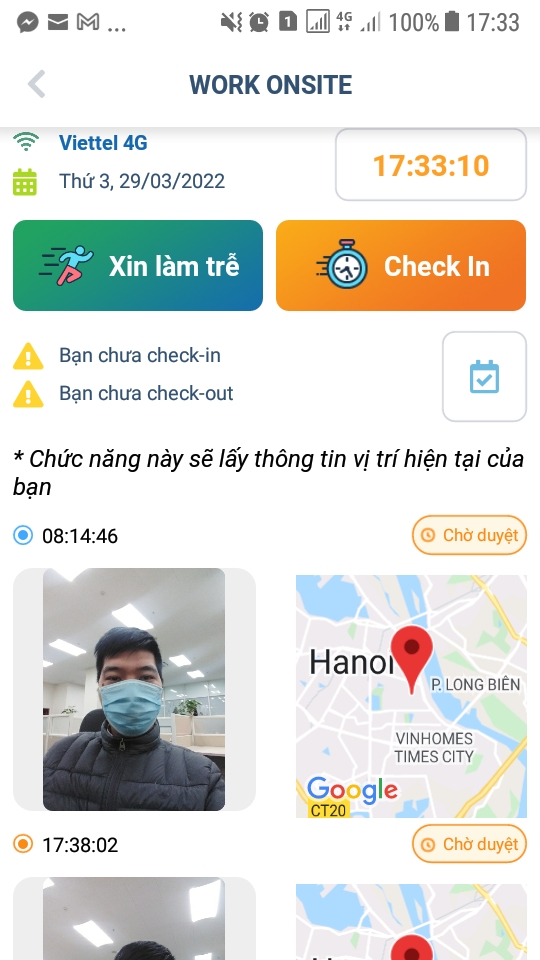 ... 1 4G 100% 17:33
WORK ONSITE
Viettel 4G
Thứ 3, 29/03/2022
17:33:10
Xin làm trễ
Check In
Bạn chưa check-in
Bạn chưa check-out
* Chức năng này sẽ lấy thông tin vị trí hiện tại của
bạn
08:14:46
Chờ duyệt
Hanoi
P. LONG BIÊN
VINHOMES
TIMES CITY
Google
CT20
17:38:02
Chờ duyệt